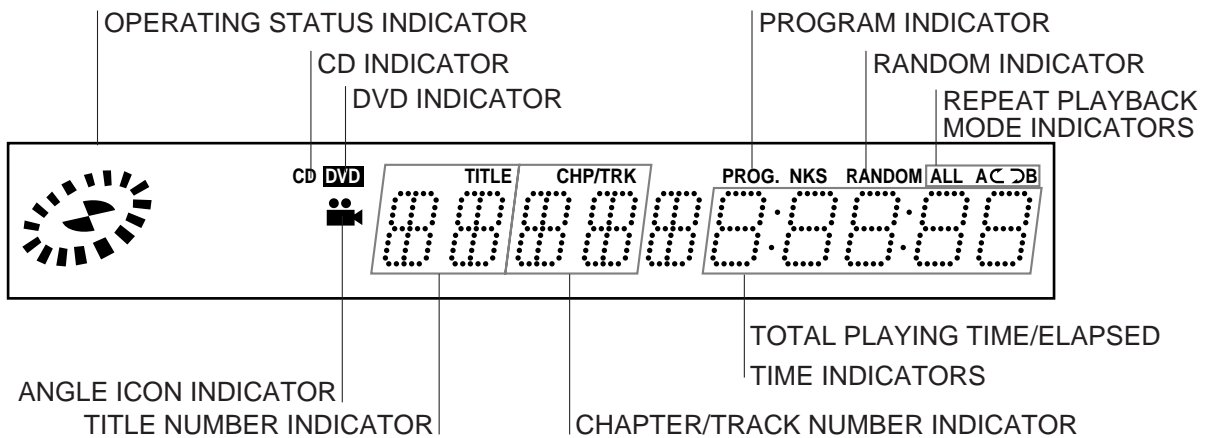 OPERATING STATUS INDICATOR
PROGRAM INDICATOR
CD INDICATOR
RANDOM INDICATOR
DVD INDICATOR
REPEAT PLAYBACK
MODE INDICATORS
CD DVD TITLE CHP/TRK PROG. NKS RANDOM ALL A B
TOTAL PLAYING TIME/ELAPSED
TIME INDICATORS
ANGLE ICON INDICATOR
TITLE NUMBER INDICATOR
CHAPTER/TRACK NUMBER INDICATOR